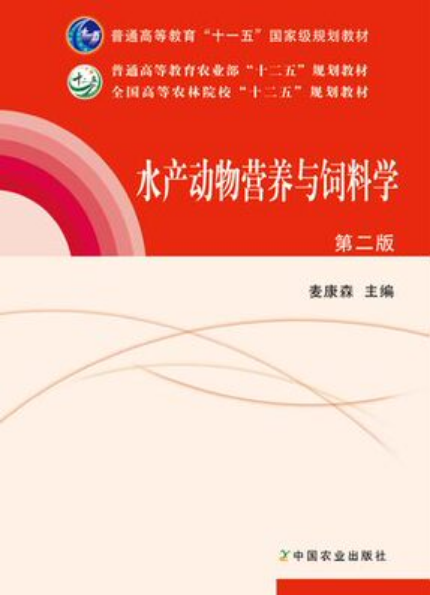 普通高等教育“十一五”国家级规划教材
普通高等教育农业部“十二五”规划教材
全国高等农林院校“十二五”规划教材
水产动物营养与饲料学
第二版
麦康森 主编
中国农业出版社